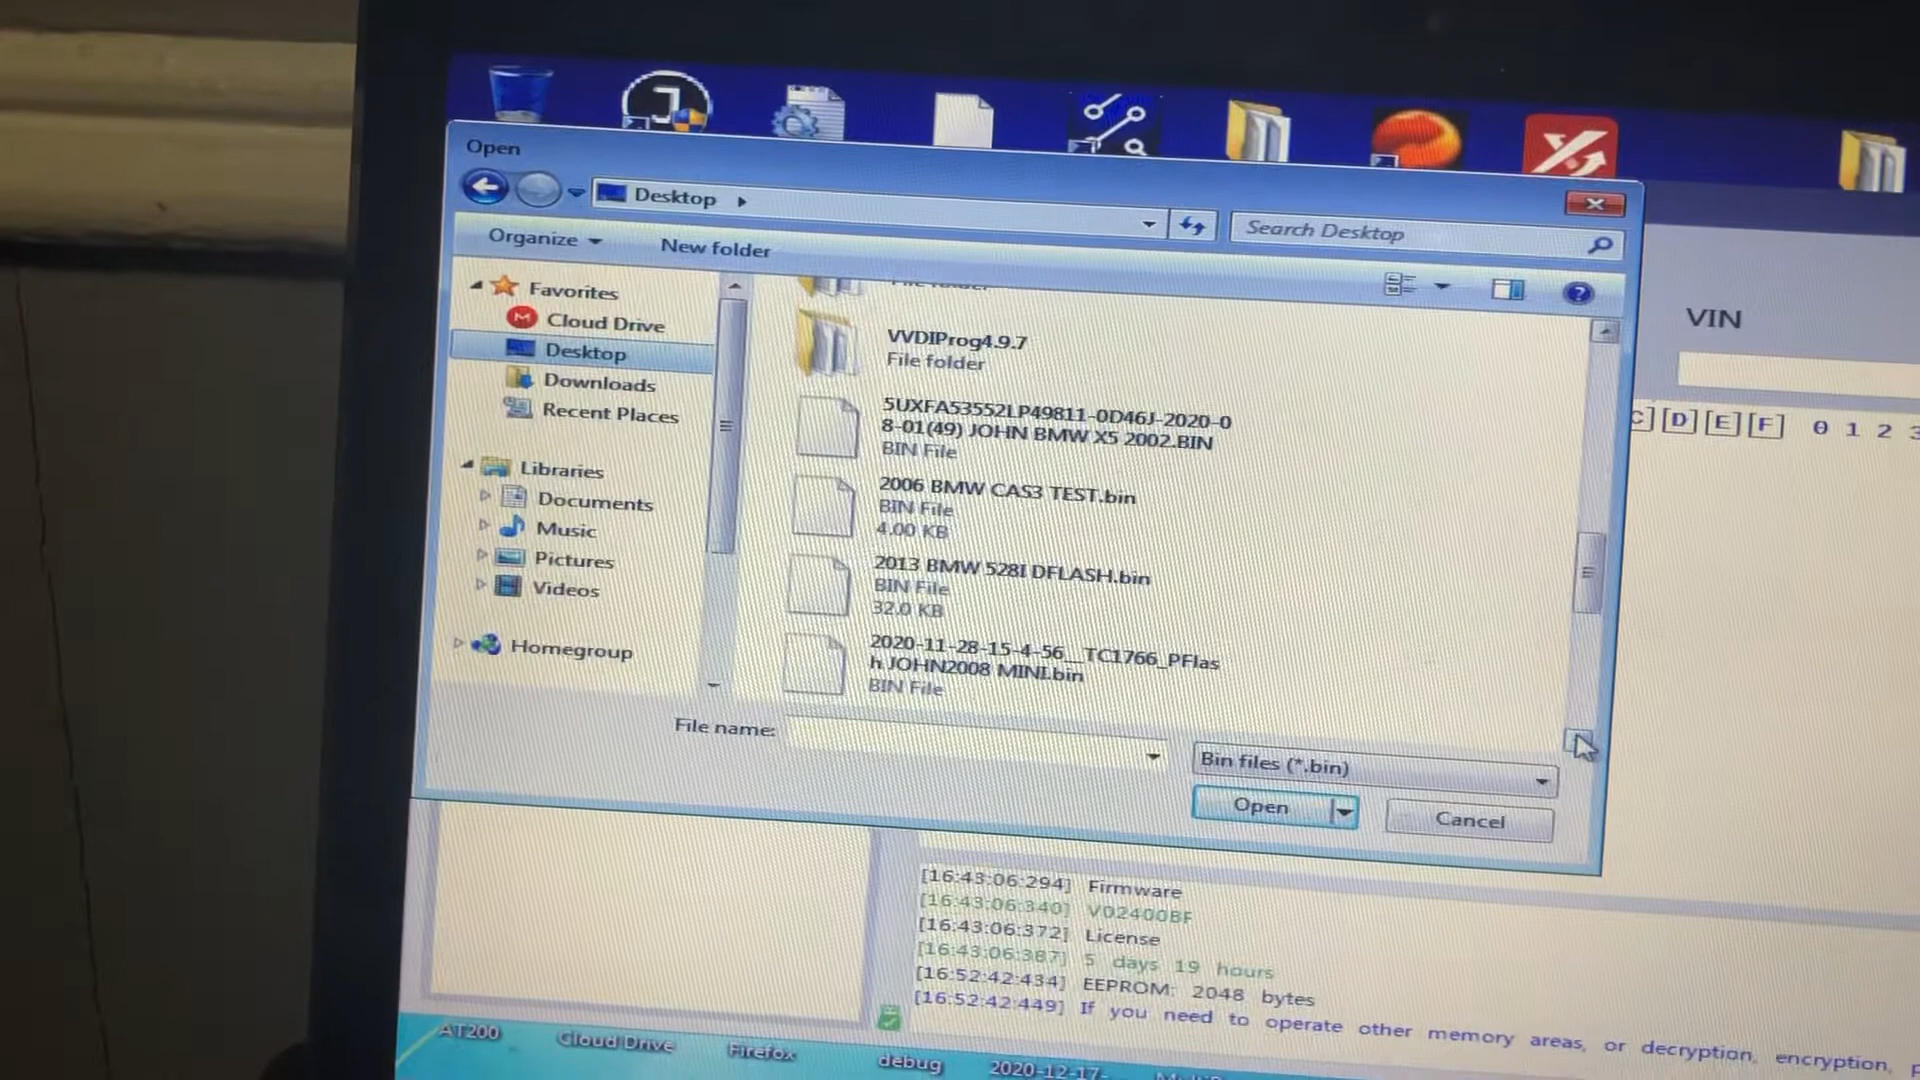 Open
Desktop
Search Desktop
Organize
New folder
Favorites
Cloud Drive
Desktop
Downloads
Recent Places
Libraries
Documents
Music
Pictures
Videos
Homegroup
File folder
VVDIProg4.9.7
File folder
5UXFA53552LP49811-0D46J-2020-0
8-01(49) JOHN BMW X5 2002.BIN
BIN File
2006 BMW CAS3 TEST.bin
BIN File
4.00 KB
2013 BMW 528I DFLASH.bin
BIN File
32.0 KB
2020-11-28-15-4-56__TC1766_PFlas
h JOHN2008 MINI.bin
BIN File
File name:
Bin files (*.bin)
Open
Cancel
VIN
C][D][E][F] 0 1 2 3
[16:43:06:294] Firmware
[16:43:06:340] V02400BF
[16:43:06:372] License
[16:43:06:387] 5 days 19 hours
[16:52:42:434] EEPROM: 2048 bytes
[16:52:42:449] If you need to operate other memory areas, or decryption, encryption, p
AT200
Cloud Drive
Firefox
debug
2020-12-17-